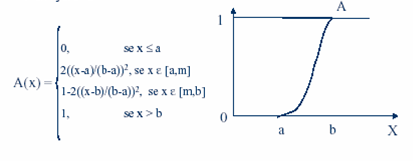 A
1
0, se x ≤ a
2((x-a)/(b-a))², se x ε [a,m]
A(x) =
1-2((x-b)/(b-a))², se x ε [m,b]
1, se x > b
0
a b X